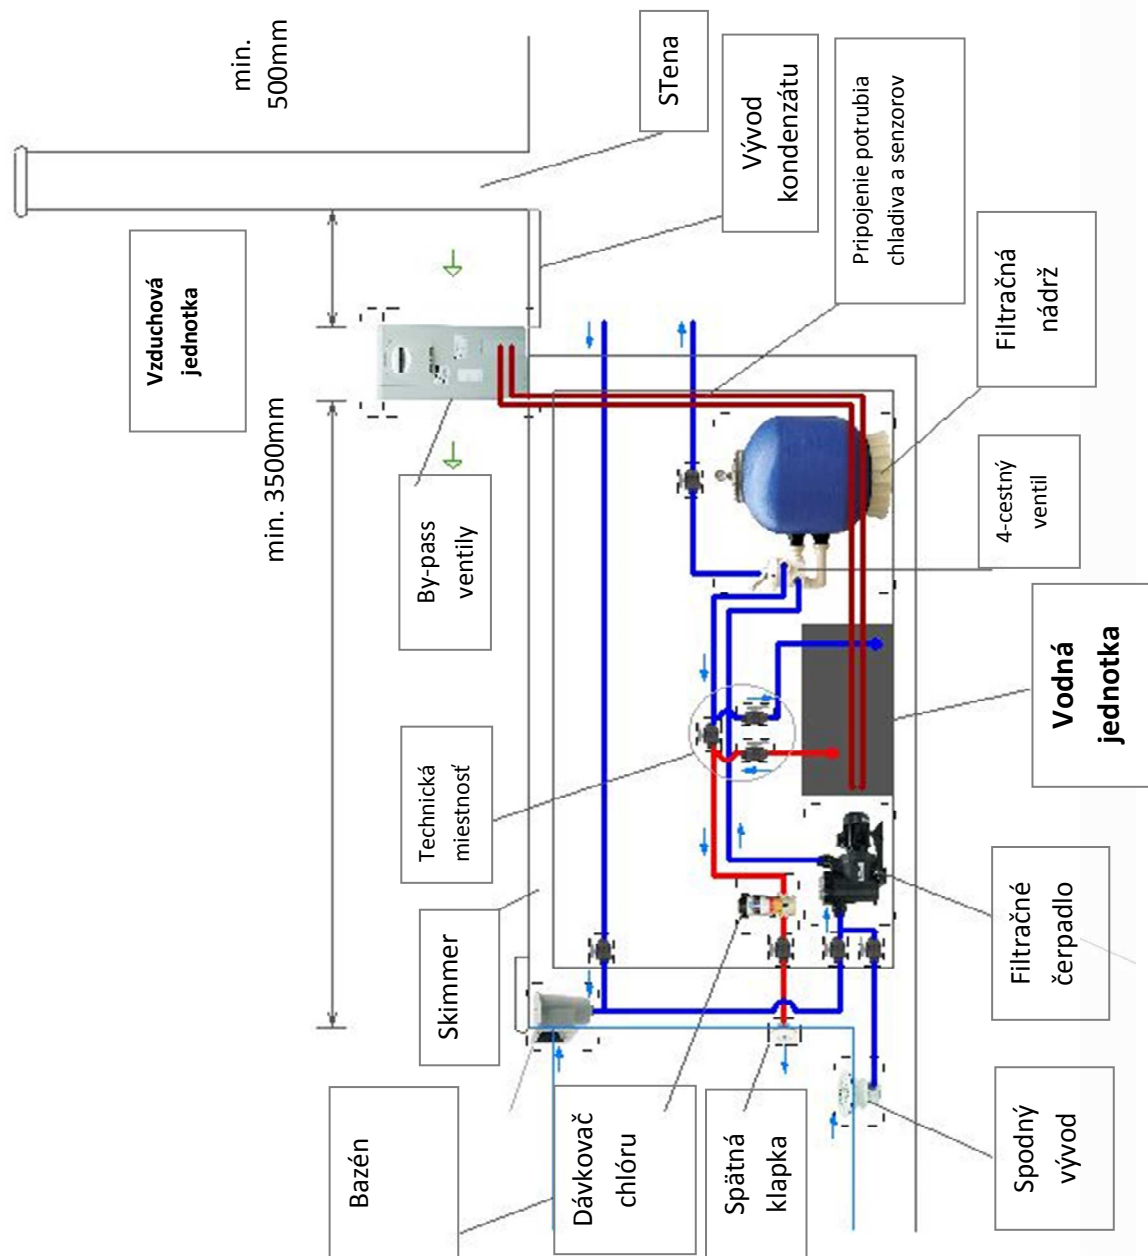 min.
500mm
STena
Vývod
kondenzátu
Pripojenie potrubia
chladiva a senzorov
Filtračná
nádrž
Vzduchová
jednotka
min. 3500mm
By-pass
ventily
4-cestný
ventil
Vodná
jednotka
Technická
miestnosť
Skimmer
Filtračné
čerpadlo
Bazén
Dávkovač
chlóru
Spätná
klapka
Spodný
vývod